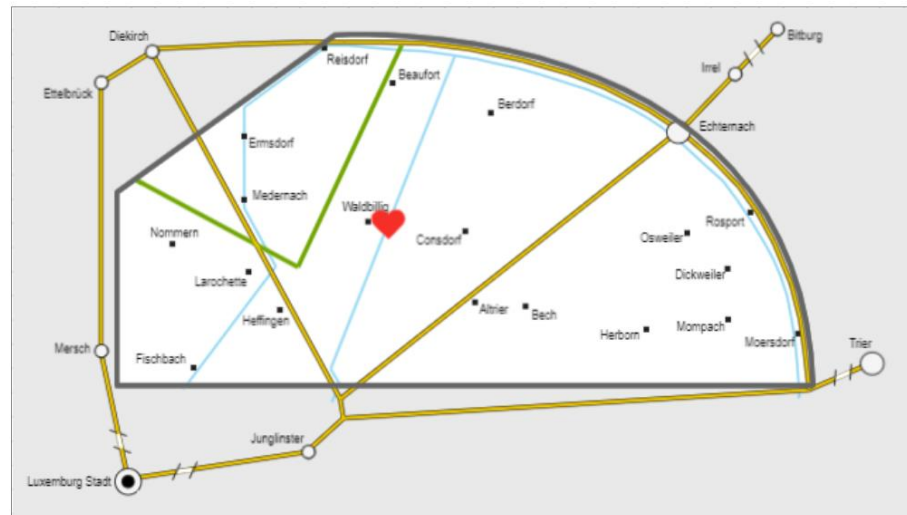 Diekirch
Bitburg
Reisdorf
Irrel
Beaufort
Ettelbrück
Berdorf
Echternach
Ermsdorf
Medernach
Waldbillig
Rosport
Nommern
Consdorf
Osweiler
Larochette
Dickweiler
Heffingen
Altrier
Bech
Herborn
Mompach
Moersdorf
Trier
Mersch
Fischbach
Junglinster
Luxemburg Stadt